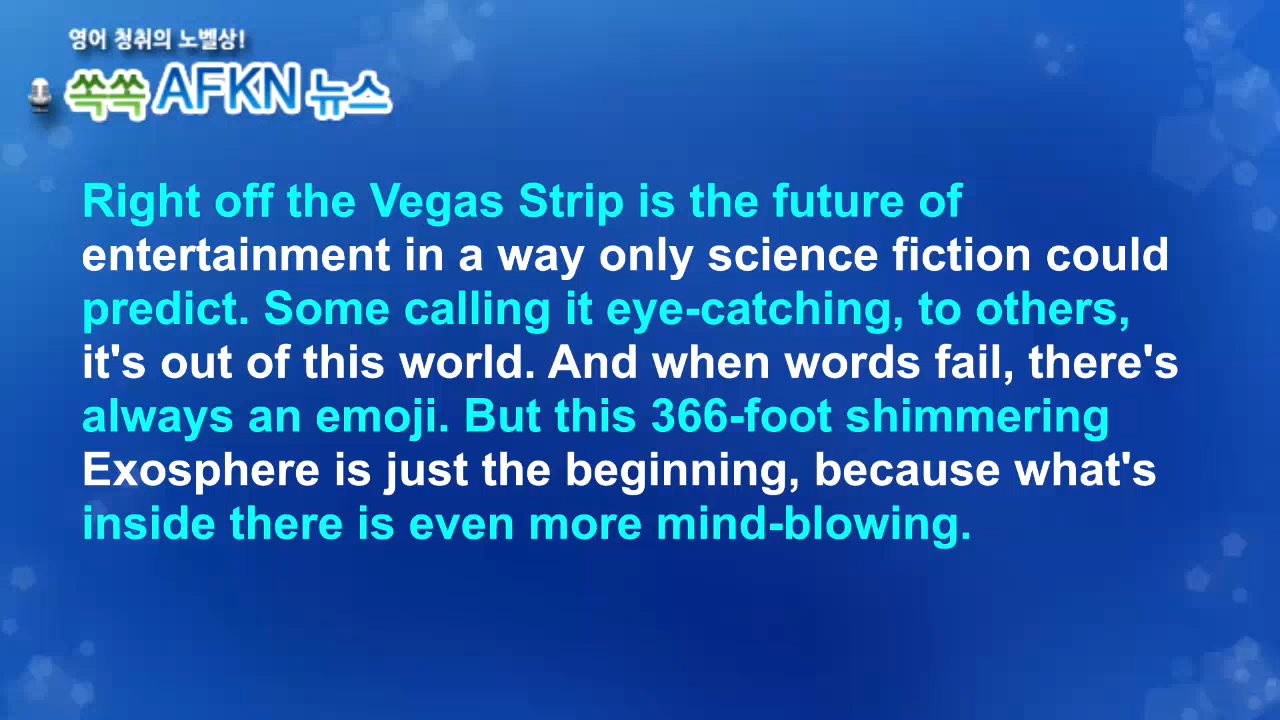 영어 청취의 노벨상!
쏙쏙 AFKN 뉴스
Right off the Vegas Strip is the future of
entertainment in a way only science fiction could
predict. Some calling it eye-catching, to others,
it's out of this world. And when words fail, there's
always an emoji. But this 366-foot shimmering
Exosphere is just the beginning, because what's
inside there is even more mind-blowing.